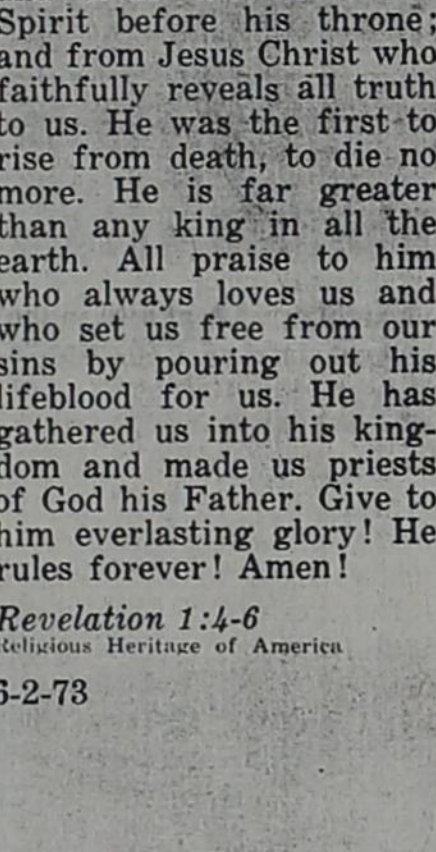 Spirit before his throne;
and from Jesus Christ who
faithfully reveals all truth
to us. He was the first to
rise from death, to die no
more. He is far greater
than any king in all the
earth. All praise to him
who always loves us and
who set us free from our
sins by pouring out his
lifeblood for us. He has
gathered us into his king-
dom and made us priests
of God his Father. Give to
him everlasting glory! He
rules forever! Amen!
Revelation 1:4-6
Religious Heritage of America
6-2-73